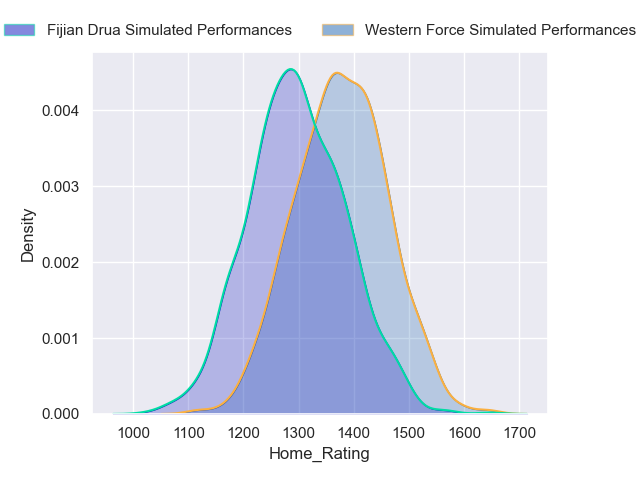 Fijian Drua Simulated Performances
Western Force Simulated Performances
Density
0.004
0.003
0.002
0.001
0.000
1000 1100 1200 1300 1400 1500 1600 1700
Home_Rating